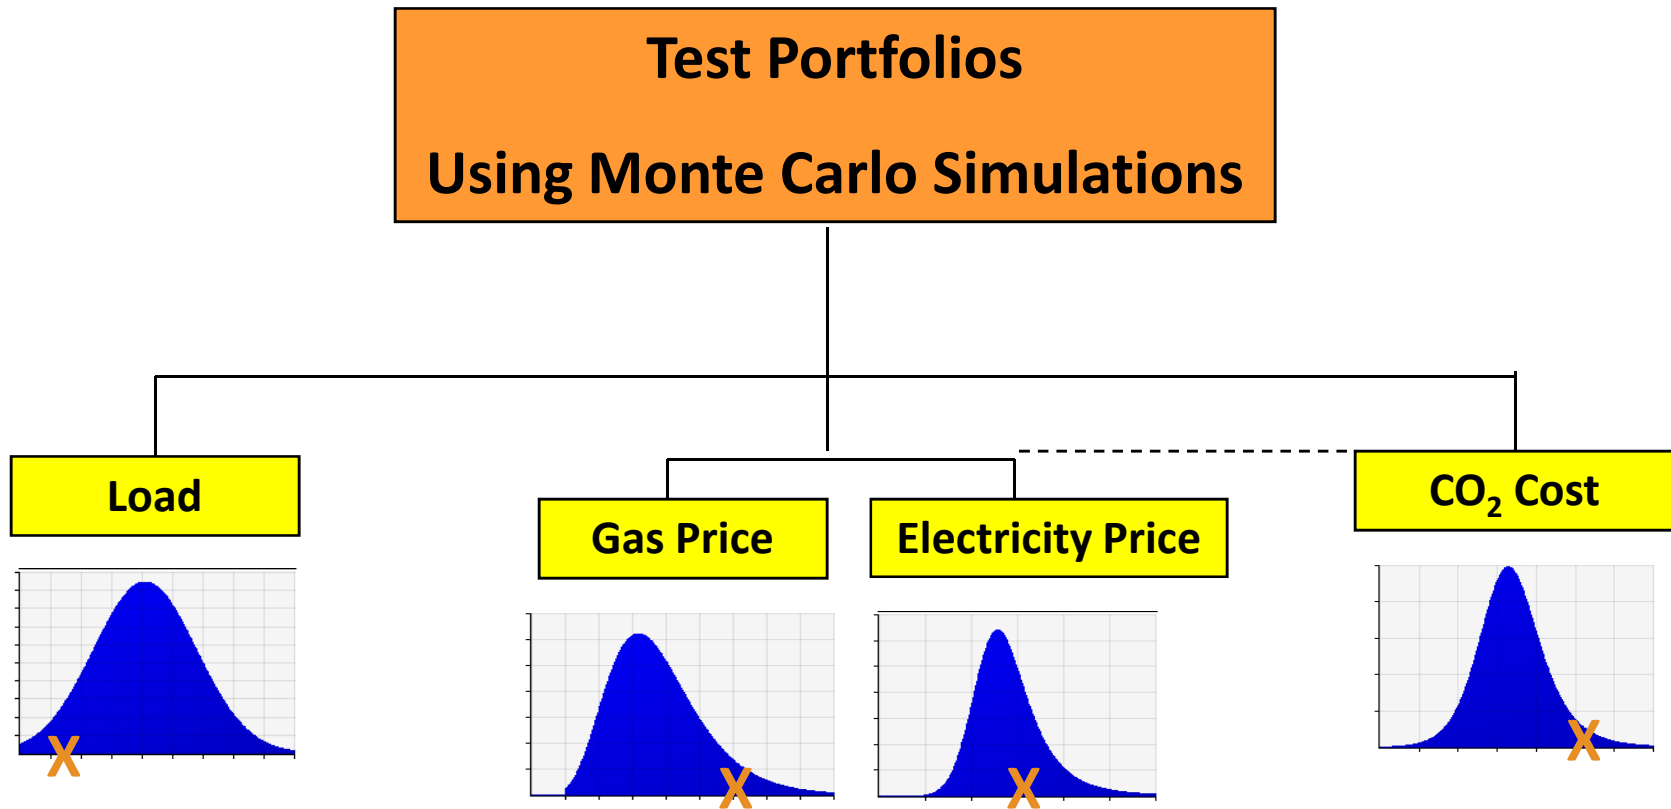 Test Portfolios
Using Monte Carlo Simulations
Load
Gas Price
Electricity Price
CO₂ Cost
X
X
X
X